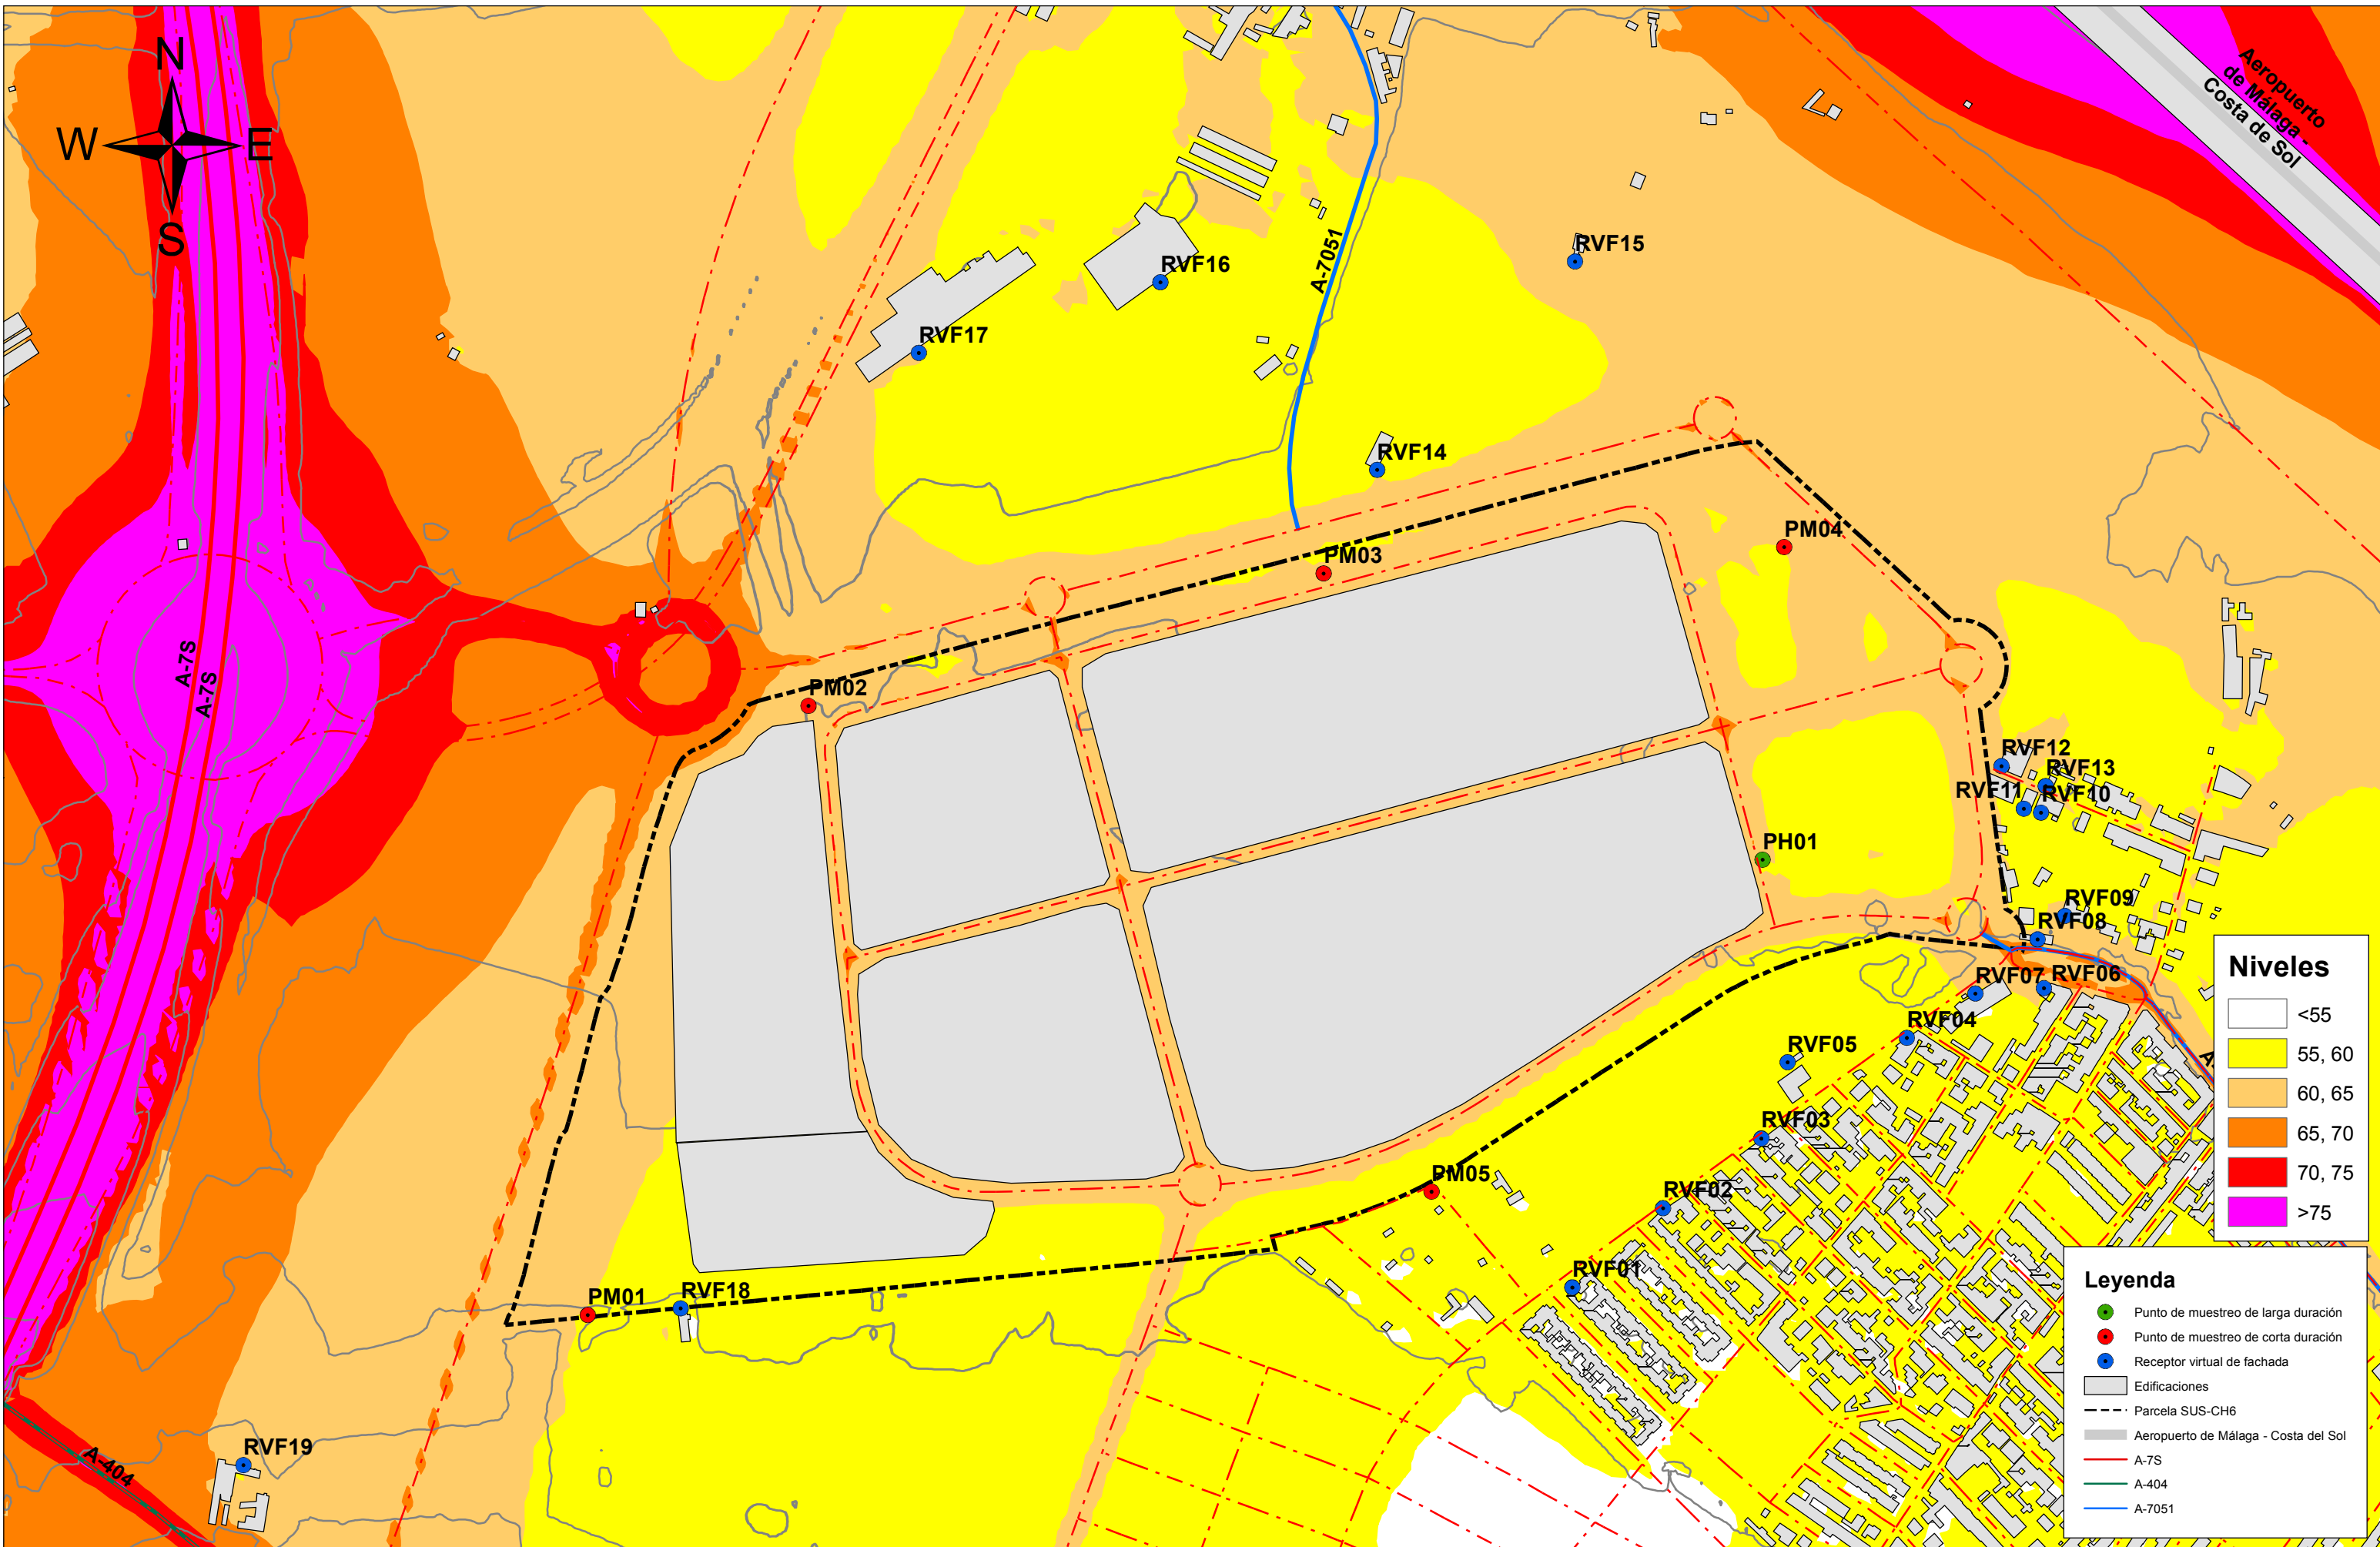 N
W
E
S
Aeropuerto
de Málaga -
Costa de Sol
A-7051
RVF15
RVF16
RVF17
RVF14
PM04
PM03
A-7S
A-7S
PM02
RVF12
RVF13
RVF11
RVF10
PH01
RVF09
RVF08
RVF07
RVF06
RVF04
RVF05
RVF03
PM05
RVF02
RVF01
PM01
RVF18
RVF19
A-404
Niveles
<55
55, 60
60, 65
65, 70
70, 75
>75
Leyenda
Punto de muestreo de larga duración
Punto de muestreo de corta duración
Receptor virtual de fachada
Edificaciones
Parcela SUS-CH6
Aeropuerto de Málaga - Costa del Sol
A-7S
A-404
A-7051